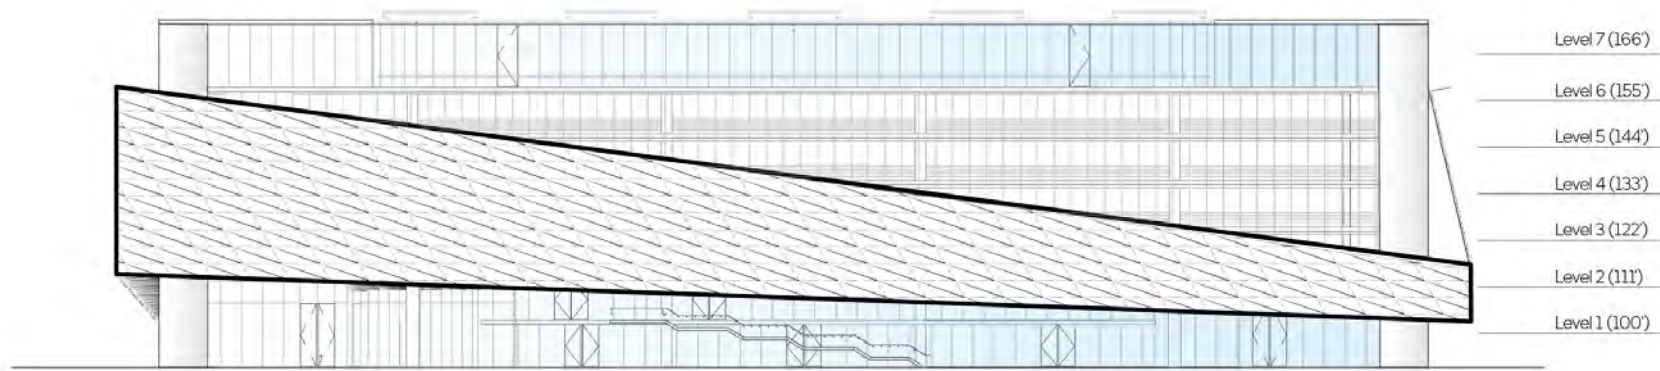 Level 7 (166')
Level 6 (155')
Level 5 (144')
Level 4 (133')
Level 3 (122')
Level 2 (111')
Level 1 (100')